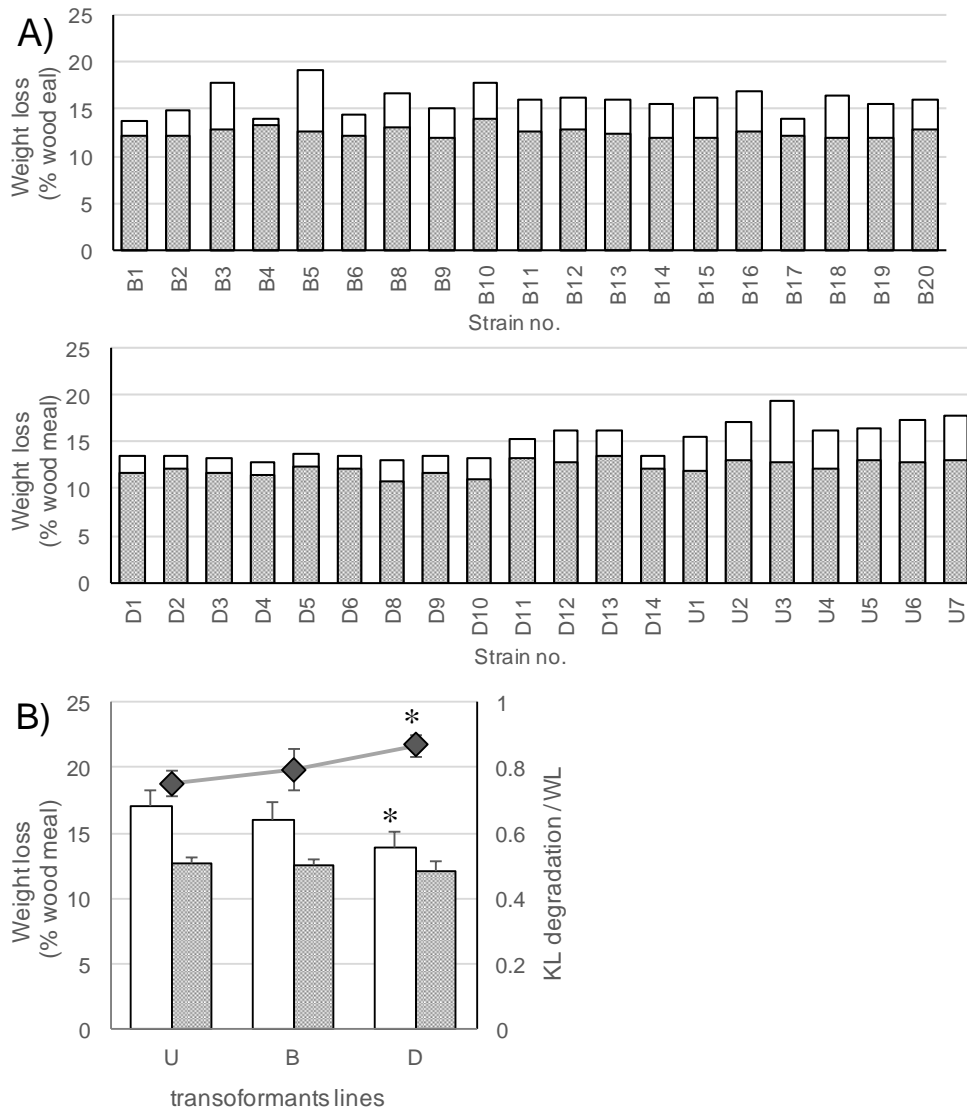 A)
Weight loss
(% wood eal)
25
20
15
10
5
0
B1 B2 B3 B4 B5 B6 B8 B9 B10 B11 B12 B13 B14 B15 B16 B17 B18 B19 B20
Strain no.
Weight loss
(% wood meal)
25
20
15
10
5
0
D1 D2 D3 D4 D5 D6 D8 D9 D10 D11 D12 D13 D14 U1 U2 U3 U4 U5 U6 U7
Strain no.
B)
Weight loss
(% wood meal)
25
20
15
10
5
0
*
*
1
0.8
0.6
0.4
0.2
0
KL degradation / WL
U B D
transoformants lines